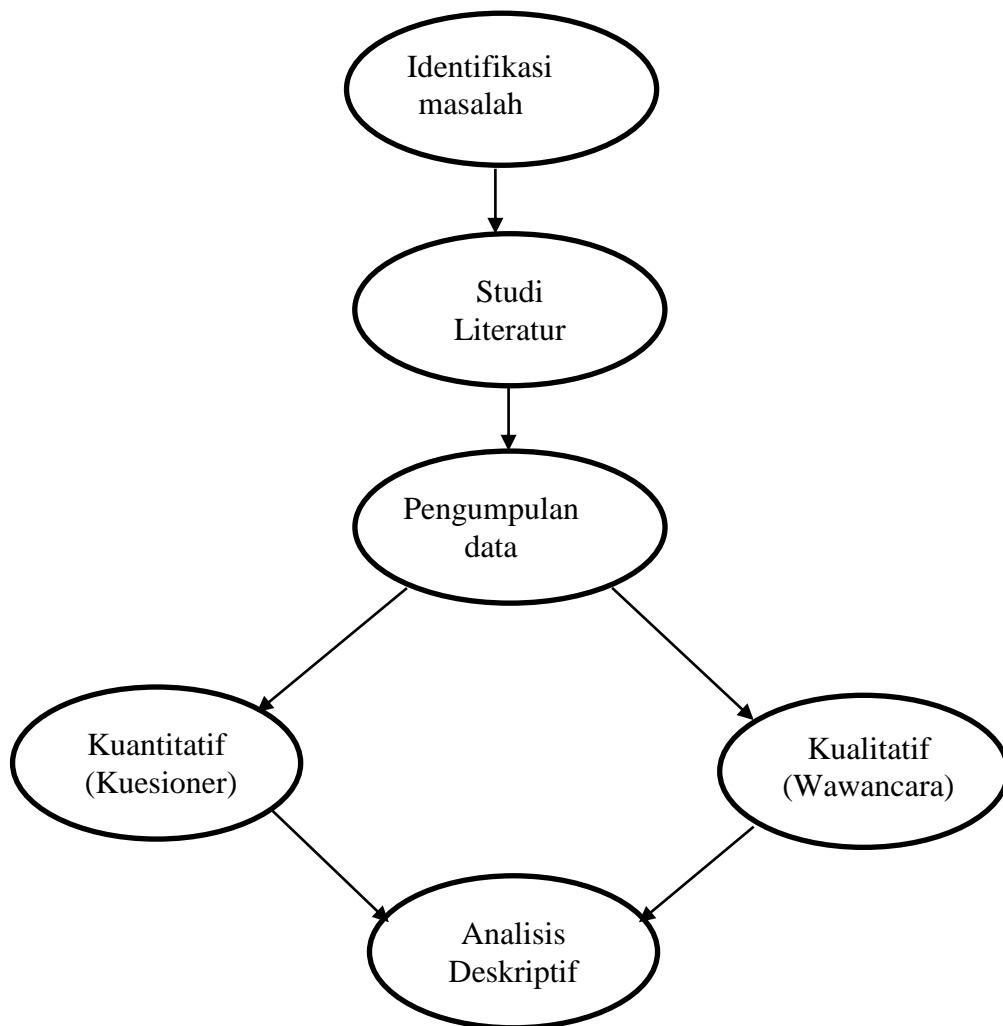 Identifikasi
masalah
Studi
Literatur
Pengumpulan
data
Kuantitatif
(Kuesioner)
Kualitatif
(Wawancara)
Analisis
Deskriptif